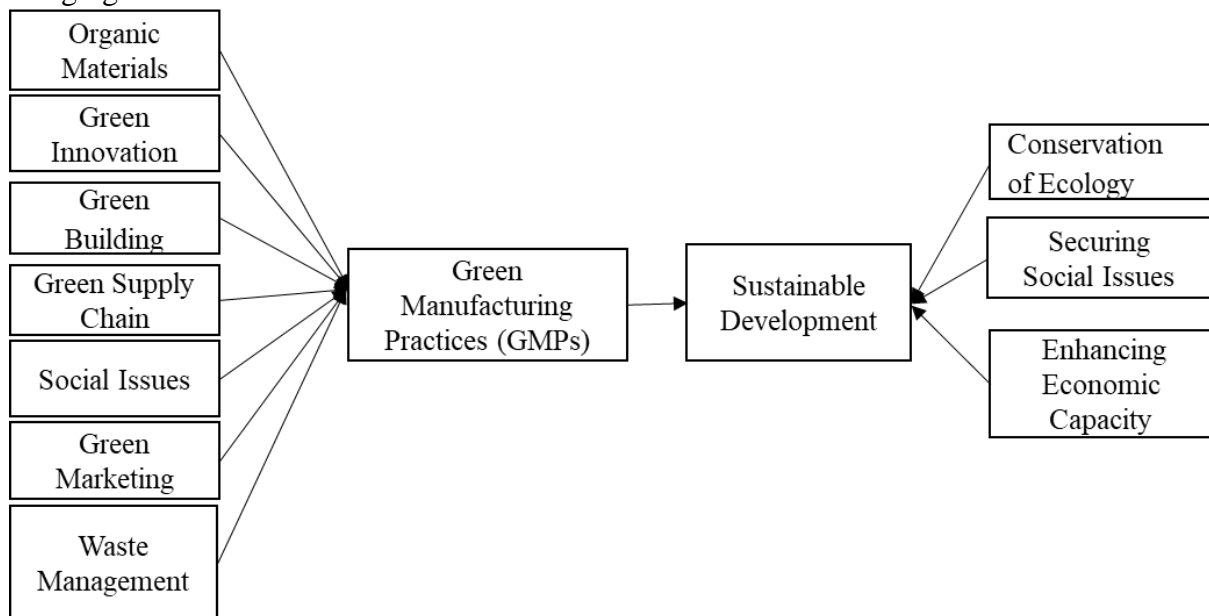 Organic
Materials
Green
Innovation
Green
Building
Green Supply
Chain
Social Issues
Green
Marketing
Waste
Management
Green
Manufacturing
Practices (GMPs)
Sustainable
Development
Conservation
of Ecology
Securing
Social Issues
Enhancing
Economic
Capacity